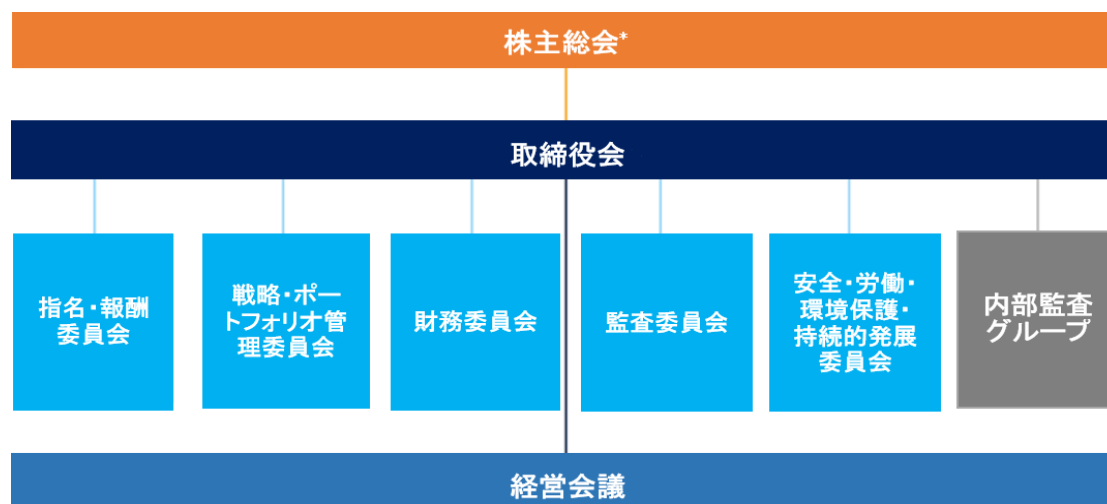 株主総会*
取締役会
指名・報酬
委員会
戦略・ポー
トフォリオ管
理委員会
財務委員会
監査委員会
安全・労働・
環境保護・
持続的発展
委員会
内部監査
グループ
経営会議